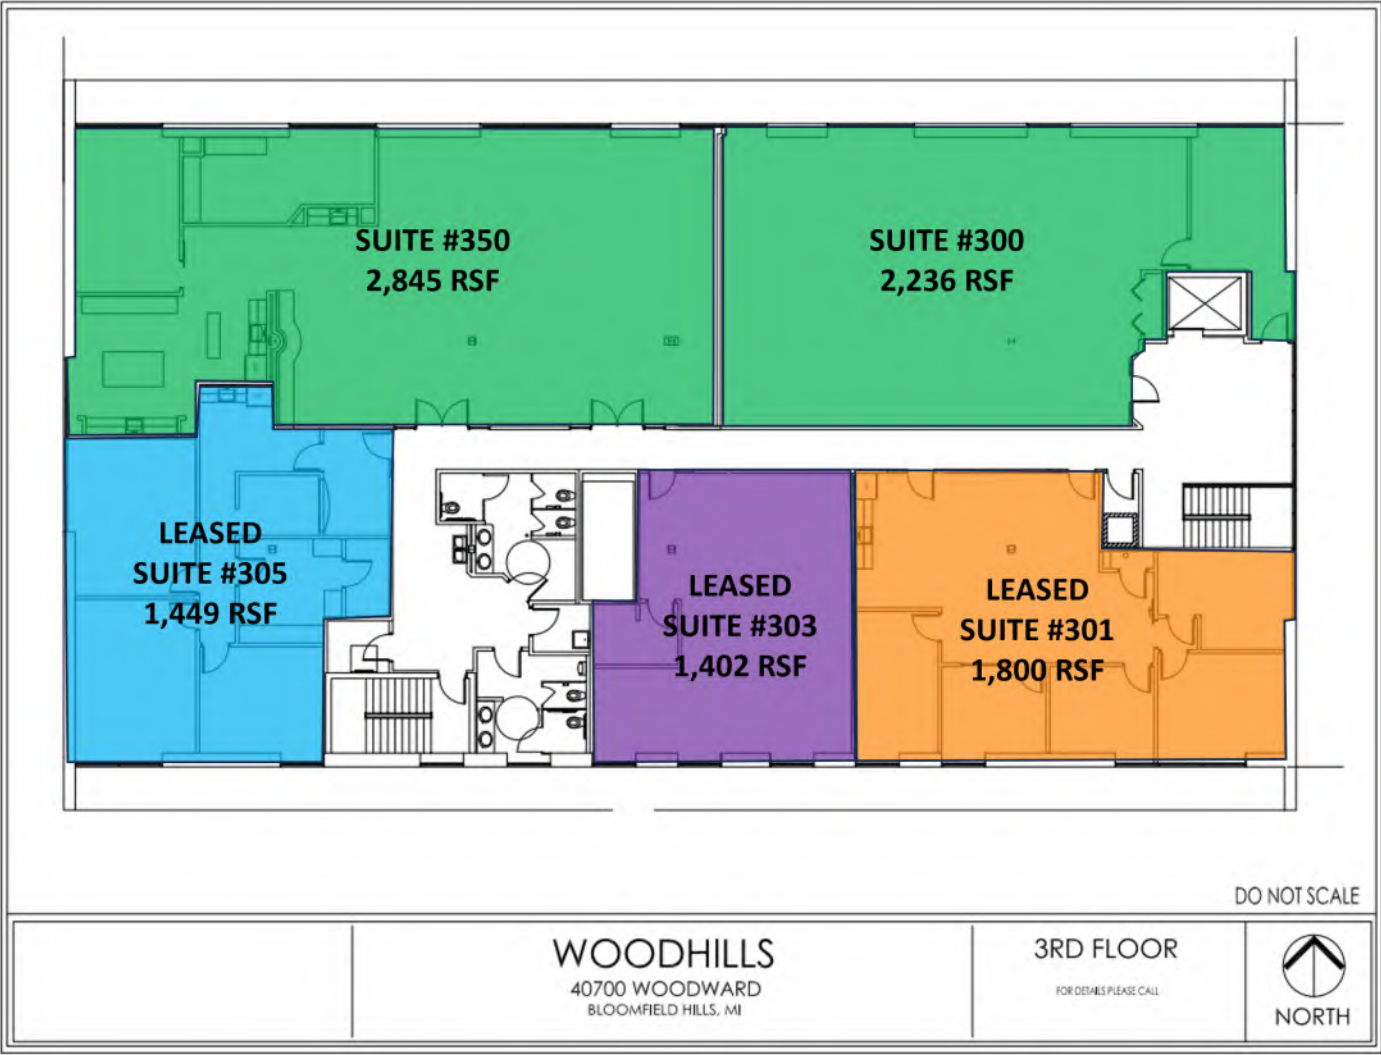 SUITE #350
2,845 RSF
SUITE #300
2,236 RSF
LEASED
SUITE #305
1,449 RSF
LEASED
SUITE #303
1,402 RSF
LEASED
SUITE #301
1,800 RSF
DO NOT SCALE
WOODHILLS
40700 WOODWARD
BLOOMFIELD HILLS, MI
3RD FLOOR
FOR DETAILS PLEASE CALL
NORTH